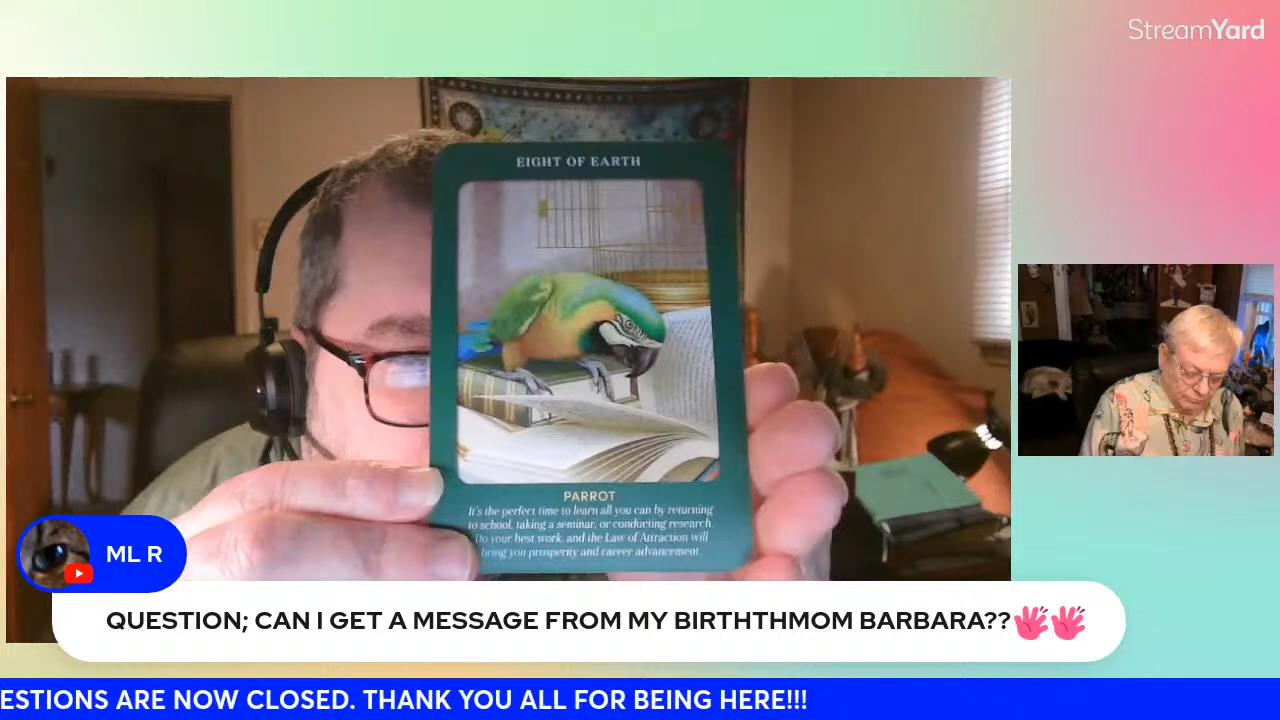 StreamYard
EIGHT OF EARTH
PARROT
It's the perfect time to learn all you can by returning
to school, taking a seminar, or conducting research.
Do your best work, and the Law of Attraction will
bring you prosperity and career advancement.
ML R
QUESTION; CAN I GET A MESSAGE FROM MY BIRTHTHMOM BARBARA??👏👏
ESTIONS ARE NOW CLOSED. THANK YOU ALL FOR BEING HERE!!!